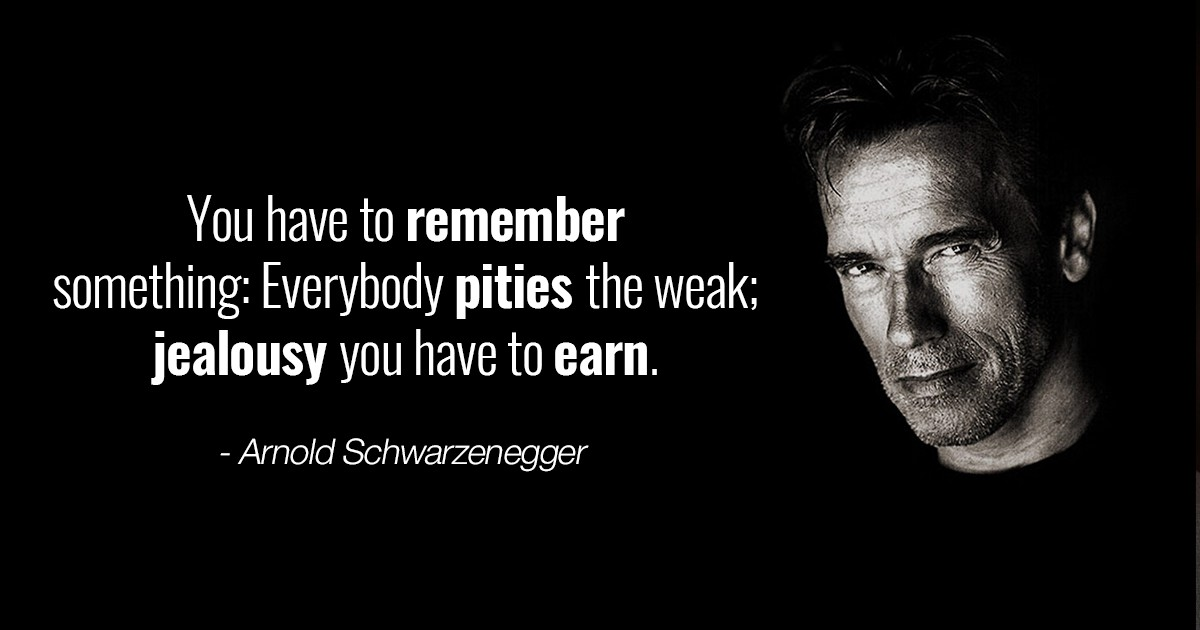 You have to remember
something: Everybody pities the weak;
jealousy you have to earn.
- Arnold Schwarzenegger